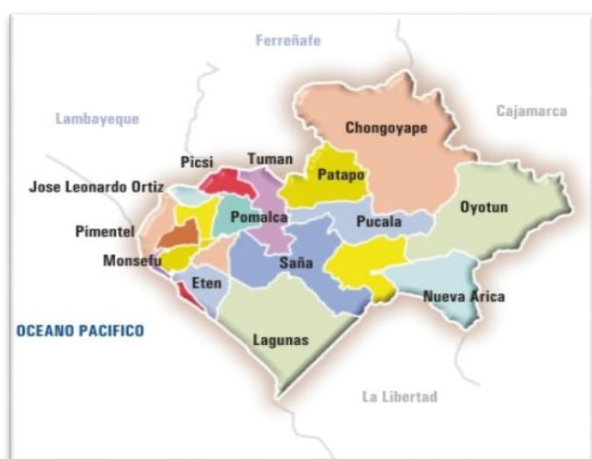 Ferreñafe
Cajamarca
Lambayeque
Chongoyape
Picsi
Tuman
Patapo
Jose Leonardo Ortiz
Oyotun
Pomalca
Pucala
Pimentel
Monsefu
Saña
Eten
Nueva Arica
OCEANO PACIFICO
Lagunas
La Libertad